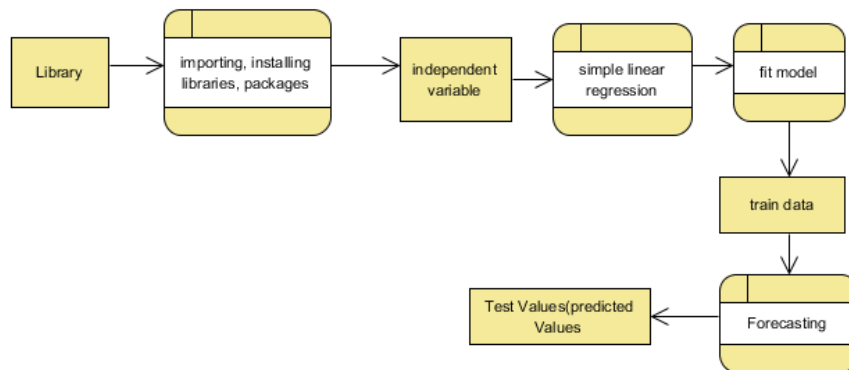 Library
importing, installing
libraries, packages
independent
variable
simple linear
regression
fit model
train data
Forecasting
Test Values(predicted
Values